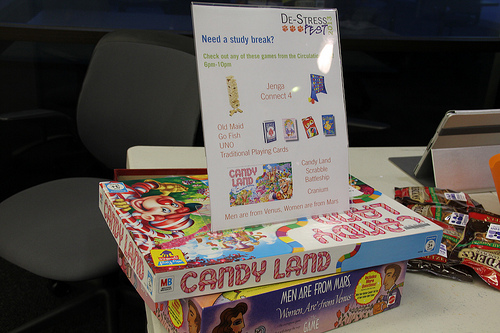 De-Stress
FEST
Need a study break?
Check out any of these games from the Circulation
6pm-10pm
Jenga
Connect 4
Old Maid
Go Fish
UNO
Traditional Playing Cards
CANDY
LAND
Candy Land
Scrabble
Battleship
Cranium
Men are from Venus, Women are from Mars
CANDY LAND
MB
CANDY LAND
MEN ARE FROM MARS
Women Are from Venus
GAME